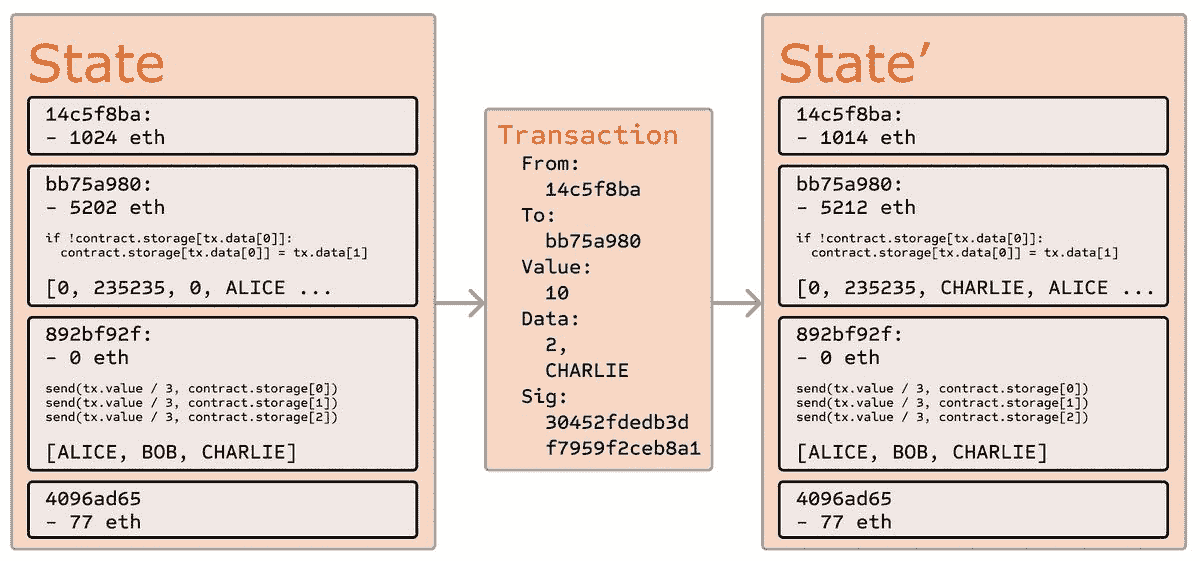 State
14c5f8ba:
- 1024 eth
bb75a980:
- 5202 eth
if !contract.storage[tx.data[0]]:
contract.storage[tx.data[0]] = tx.data[1]
[0, 235235, 0, ALICE ...
892bf92f:
- 0 eth
send(tx.value / 3, contract.storage[0])
send(tx.value / 3, contract.storage[1])
send(tx.value / 3, contract.storage[2])
[ALICE, BOB, CHARLIE]
4096ad65
- 77 eth
Transaction
From:
14c5f8ba
To:
bb75a980
Value:
10
Data:
2,
CHARLIE
Sig:
30452fdedb3d
f7959f2ceb8a1
State’
14c5f8ba:
- 1014 eth
bb75a980:
- 5212 eth
if !contract.storage[tx.data[0]]:
contract.storage[tx.data[0]] = tx.data[1]
[0, 235235, CHARLIE, ALICE ...
892bf92f:
- 0 eth
send(tx.value / 3, contract.storage[0])
send(tx.value / 3, contract.storage[1])
send(tx.value / 3, contract.storage[2])
[ALICE, BOB, CHARLIE]
4096ad65
- 77 eth